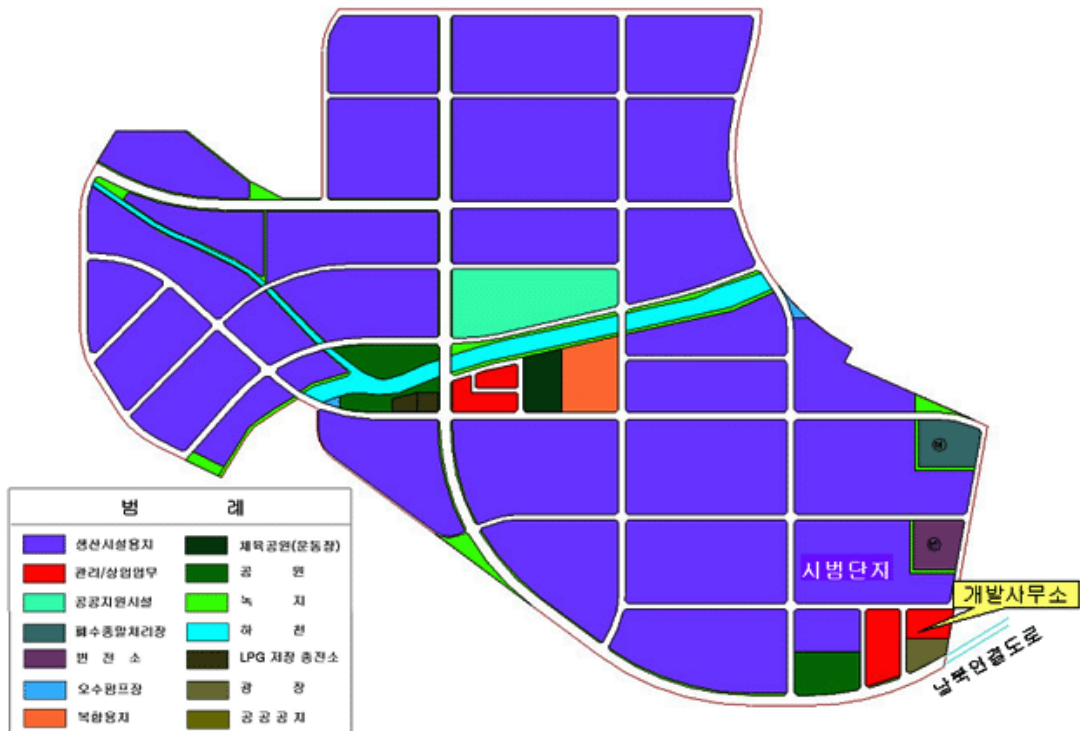 시범단지
개발사무소
남북연결도로
범 례
생산시설용지 체육공원(운동장)
관리/상업업무 공 원
공공지원시설 녹 지
폐수종말처리장 하 천
변 전 소 LPG 저장 충전소
오수펌프장 광 장
복합용지 공 공 공 지